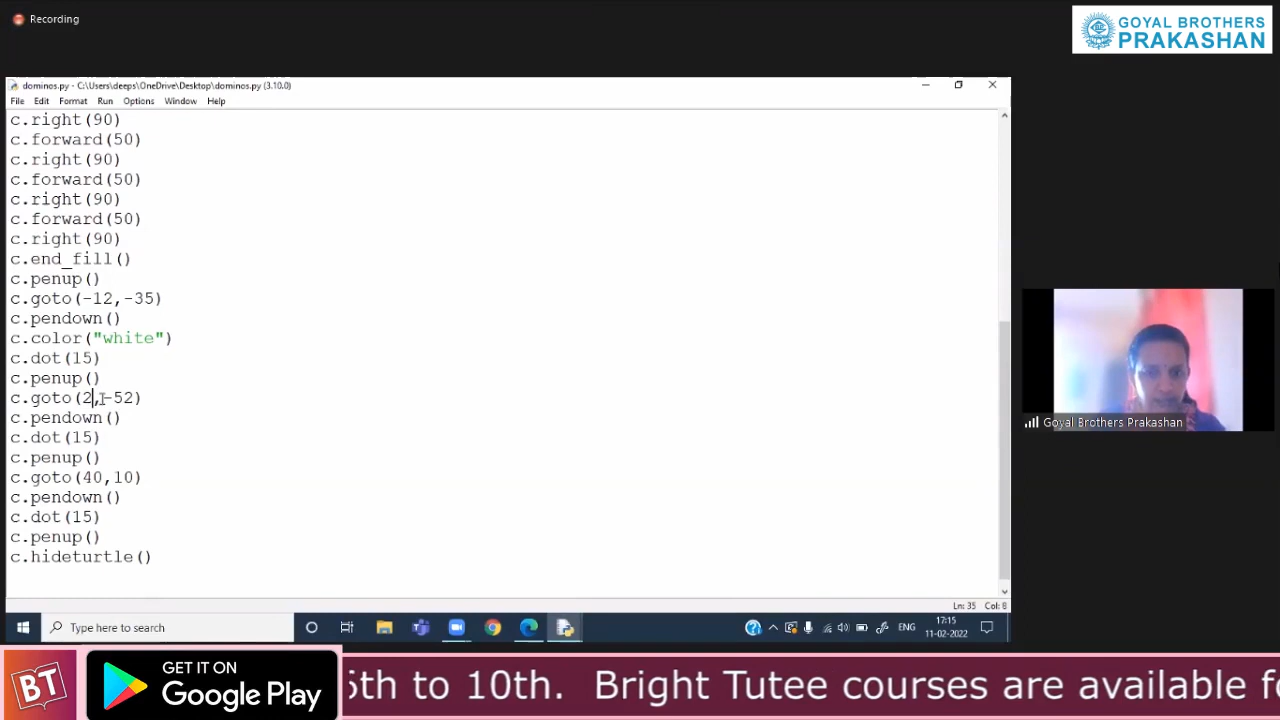 Recording
GOYAL BROTHERS
PRAKASHAN
dominos.py - C:\Users\deeps\OneDrive\Desktop\dominos.py (3.10.0)
File Edit Format Run Options Window Help
c.right(90)
c.forward(50)
c.right(90)
c.forward(50)
c.right(90)
c.forward(50)
c.right(90)
c.end_fill()
c.penup()
c.goto(-12,-35)
c.pendown()
c.color("white")
c.dot(15)
c.penup()
c.goto(2,-52)
c.pendown()
c.dot(15)
c.penup()
c.goto(40,10)
c.pendown()
c.dot(15)
c.penup()
c.hideturtle()
Goyal Brothers Prakashan
Ln: 35 Col: 8
Type here to search
ENG
17:15
11-02-2022
BT
GET IT ON
Google Play
6th to 10th. Bright Tutee courses are available fo